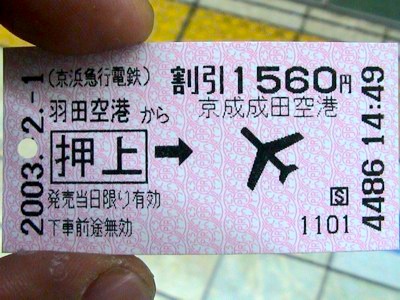 2003.-2.-1
(京浜急行電鉄)
羽田空港 から
押上 →
発売当日限り有効
下車前途無効
割引1560円
京成成田空港
S
1101
4486 14:49